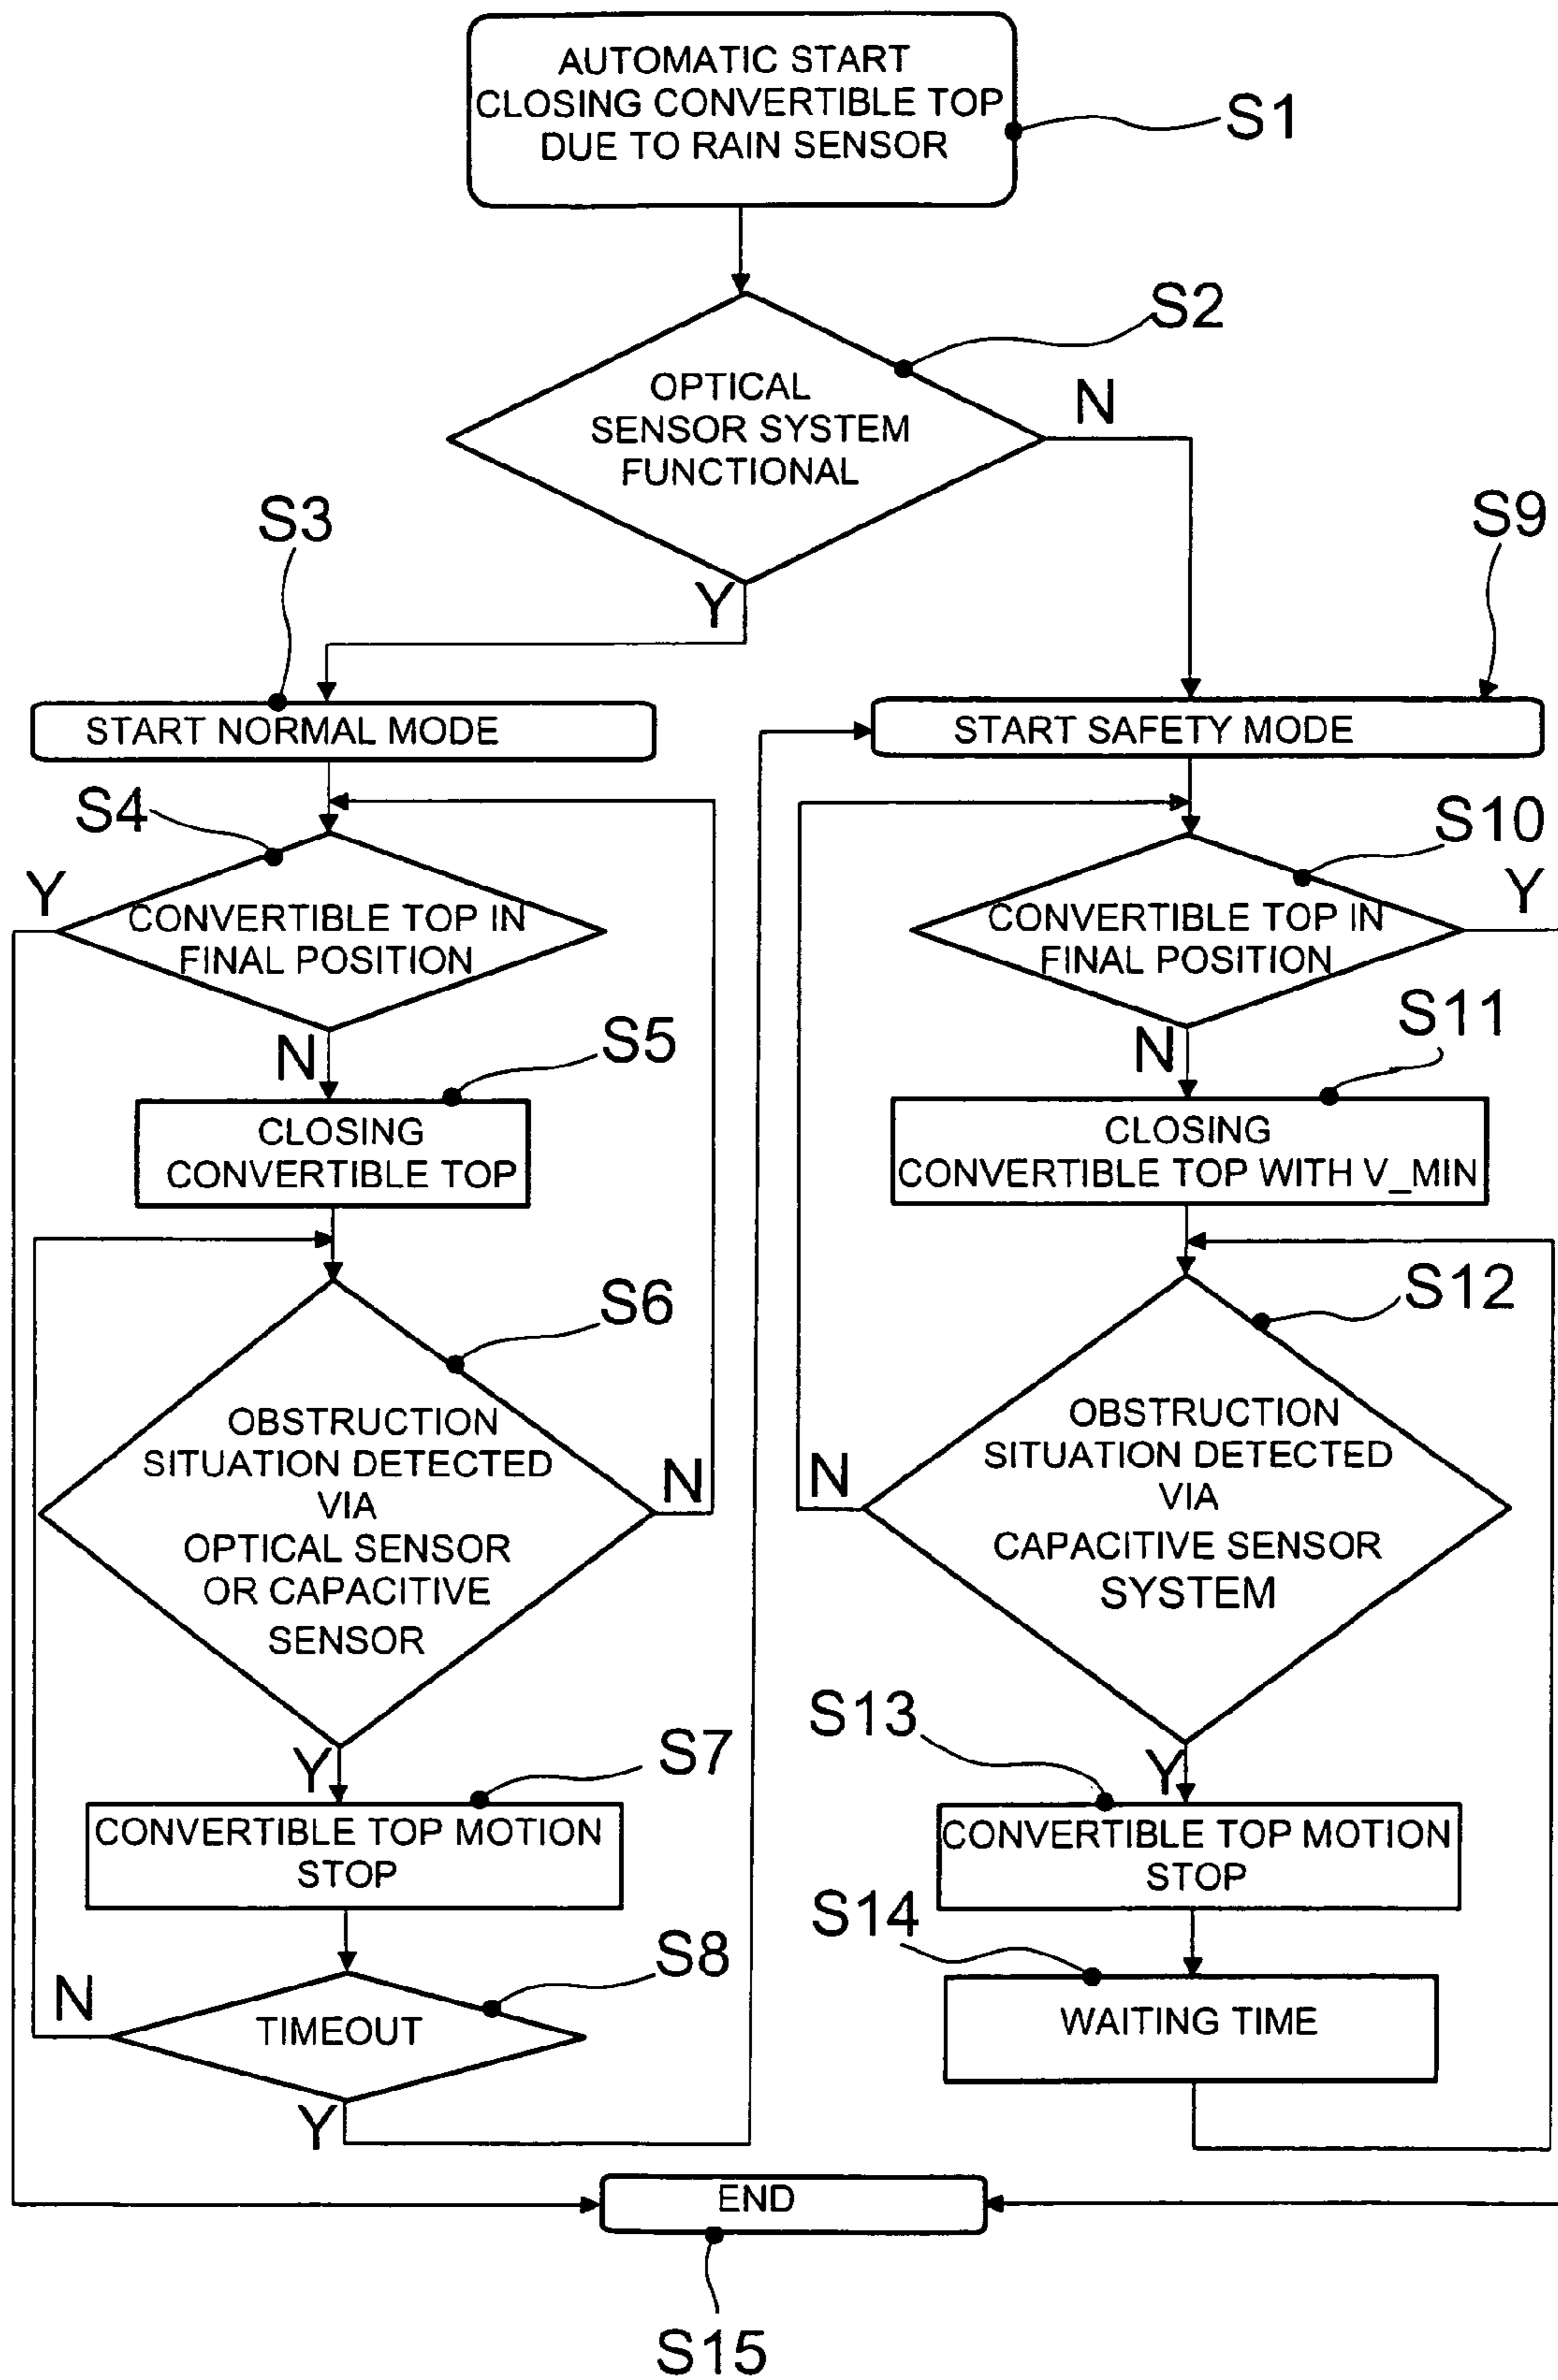 AUTOMATIC START
CLOSING CONVERTIBLE TOP
DUE TO RAIN SENSOR
S1
S2
OPTICAL
SENSOR SYSTEM
FUNCTIONAL
N
Y
S3
START NORMAL MODE
S4
Y
CONVERTIBLE TOP IN
FINAL POSITION
N
S5
CLOSING
CONVERTIBLE TOP
S6
OBSTRUCTION
SITUATION DETECTED
VIA
OPTICAL SENSOR
OR CAPACITIVE
SENSOR
N
Y
S7
CONVERTIBLE TOP MOTION
STOP
S8
N
TIMEOUT
Y
S9
START SAFETY MODE
S10
Y
CONVERTIBLE TOP IN
FINAL POSITION
N
S11
CLOSING
CONVERTIBLE TOP WITH V_MIN
S12
OBSTRUCTION
SITUATION DETECTED
VIA
CAPACITIVE SENSOR
SYSTEM
N
Y
S13
CONVERTIBLE TOP MOTION
STOP
S14
WAITING TIME
END
S15